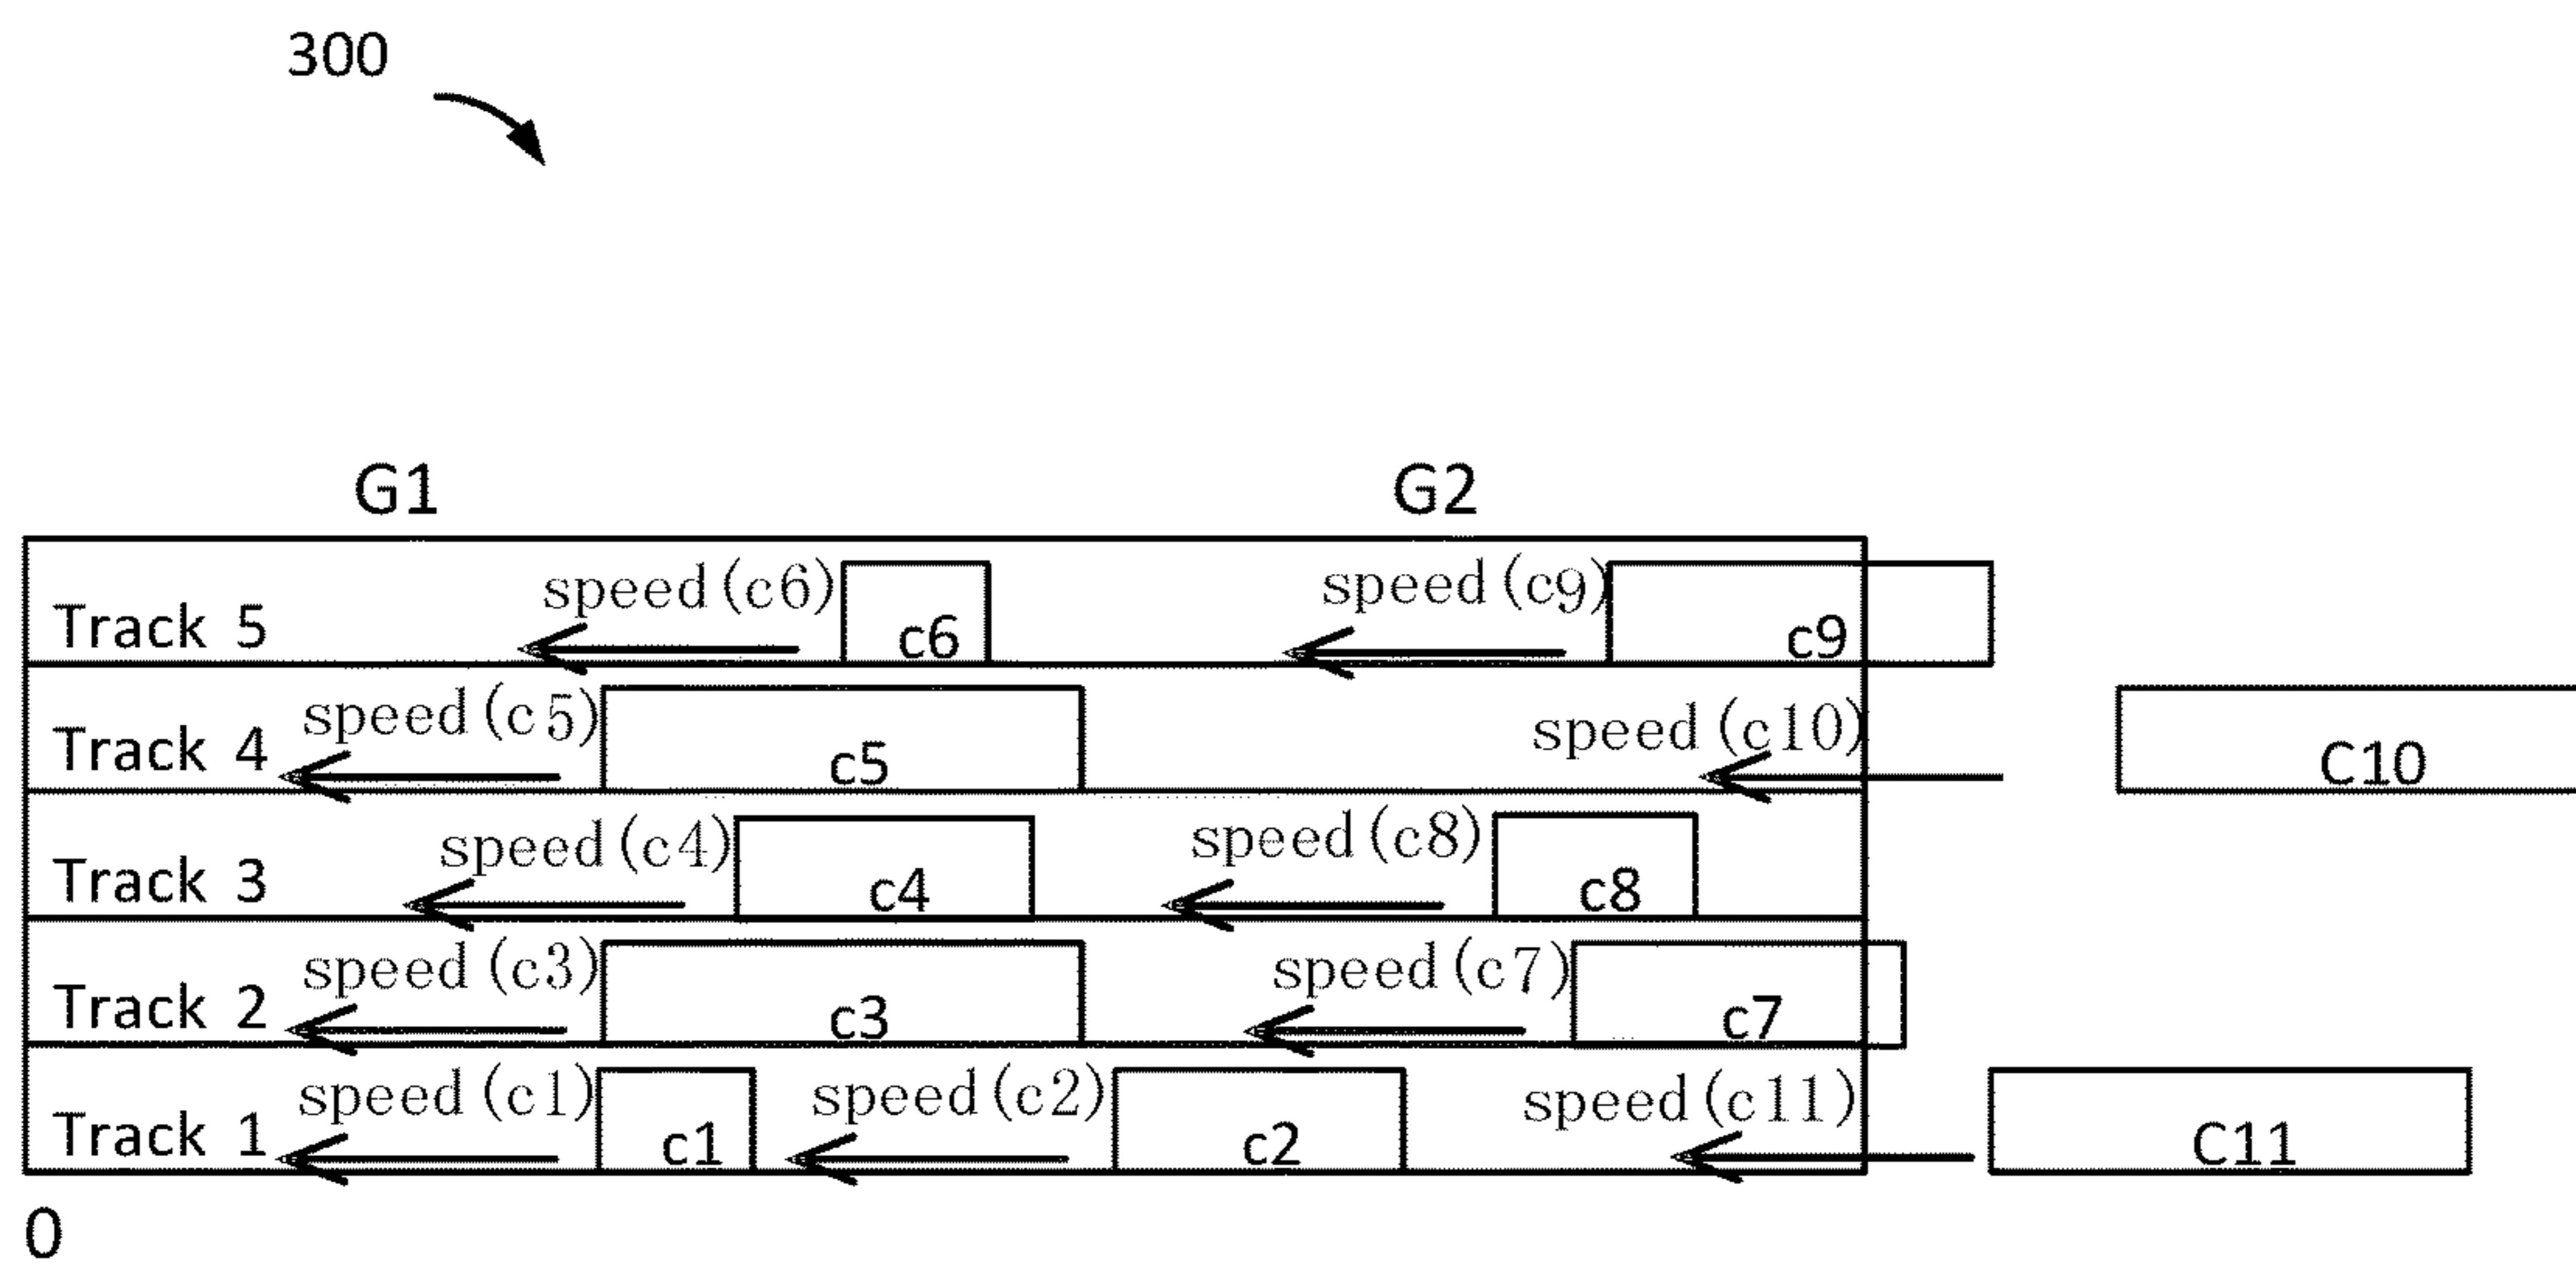 300
G1 G2
speed(c6) speed(c9)
Track 5 c6 c9
speed(c5) speed(c10)
Track 4 c5 C10
speed(c4) speed(c8)
Track 3 c4 c8
speed(c3) speed(c7)
Track 2 c3 c7
speed(c1) speed(c2) speed(c11)
Track 1 c1 c2 C11
0